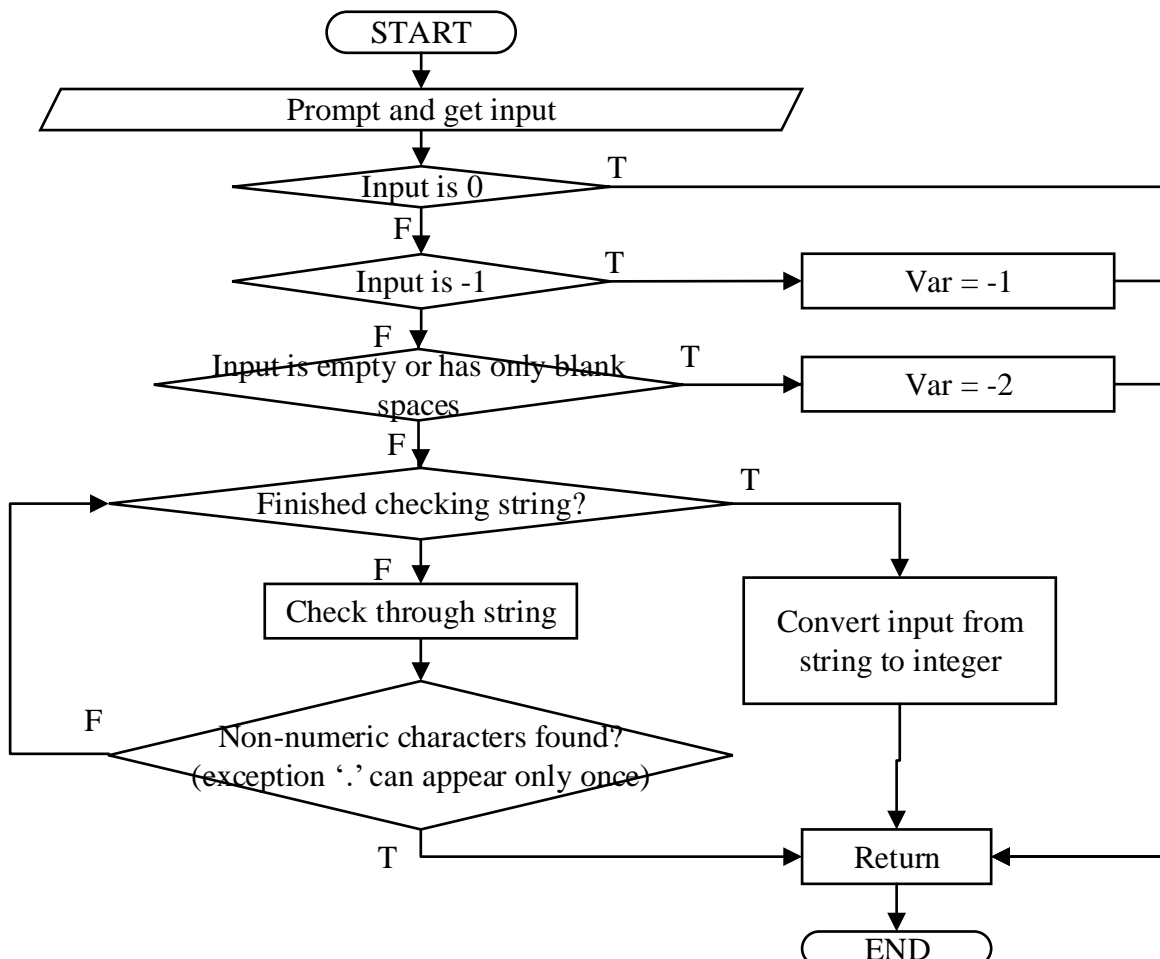 START
Prompt and get input
T
Input is 0
F
T
Input is -1
Var = -1
F
T
Input is empty or has only blank
spaces
Var = -2
F
T
Finished checking string?
F
Check through string
Convert input from
string to integer
F
Non-numeric characters found?
(exception ‘.’ can appear only once)
T
Return
END